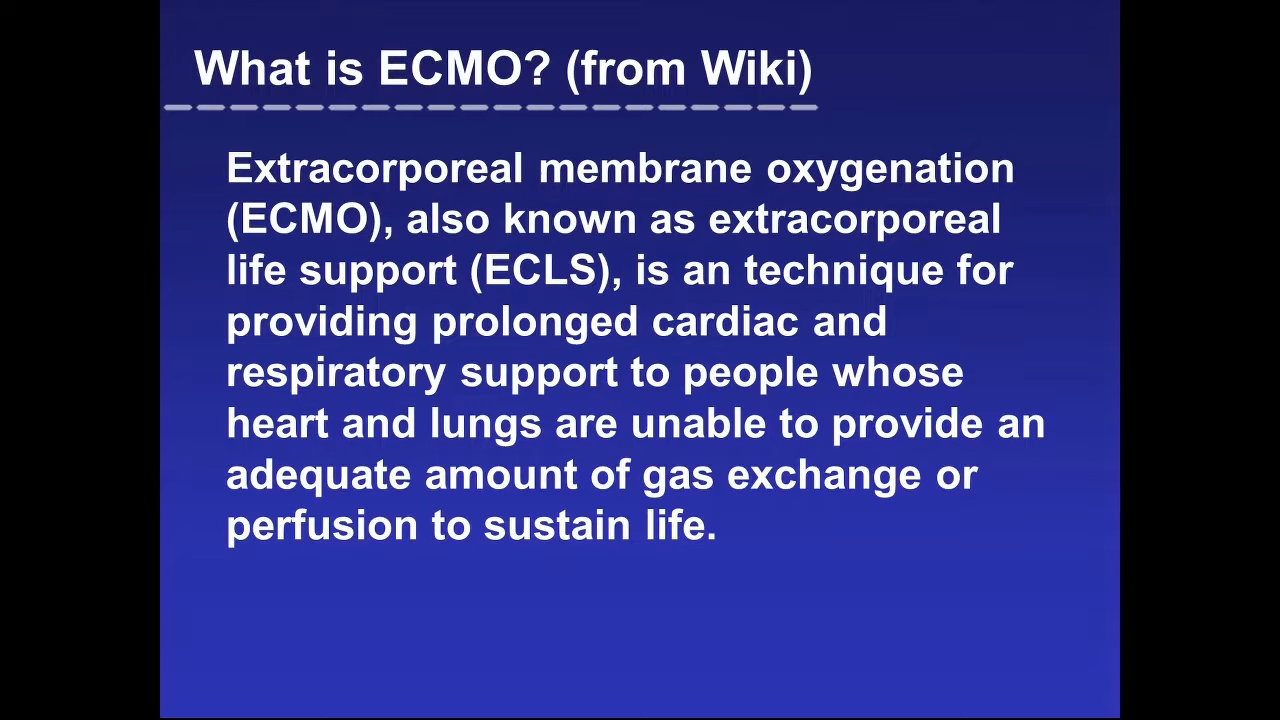 What is ECMO? (from Wiki)
Extracorporeal membrane oxygenation
(ECMO), also known as extracorporeal
life support (ECLS), is an technique for
providing prolonged cardiac and
respiratory support to people whose
heart and lungs are unable to provide an
adequate amount of gas exchange or
perfusion to sustain life.